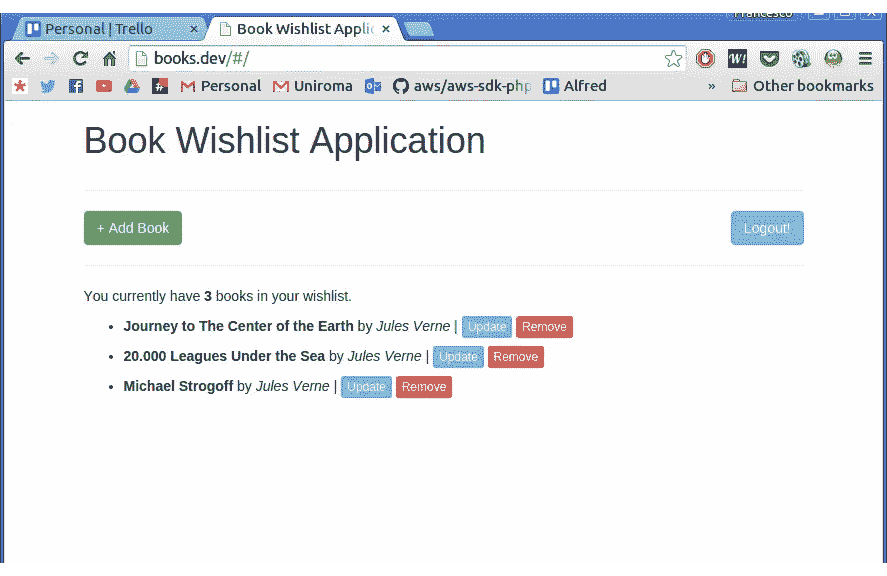 Francesco
Personal | Trello × Book Wishlist Applic ×
books.dev/#/
Personal Uniroma aws/aws-sdk-php Alfred » Other bookmarks
Book Wishlist Application
+ Add Book Logout!
You currently have 3 books in your wishlist.
• Journey to The Center of the Earth by Jules Verne | Update Remove
• 20.000 Leagues Under the Sea by Jules Verne | Update Remove
• Michael Strogoff by Jules Verne | Update Remove